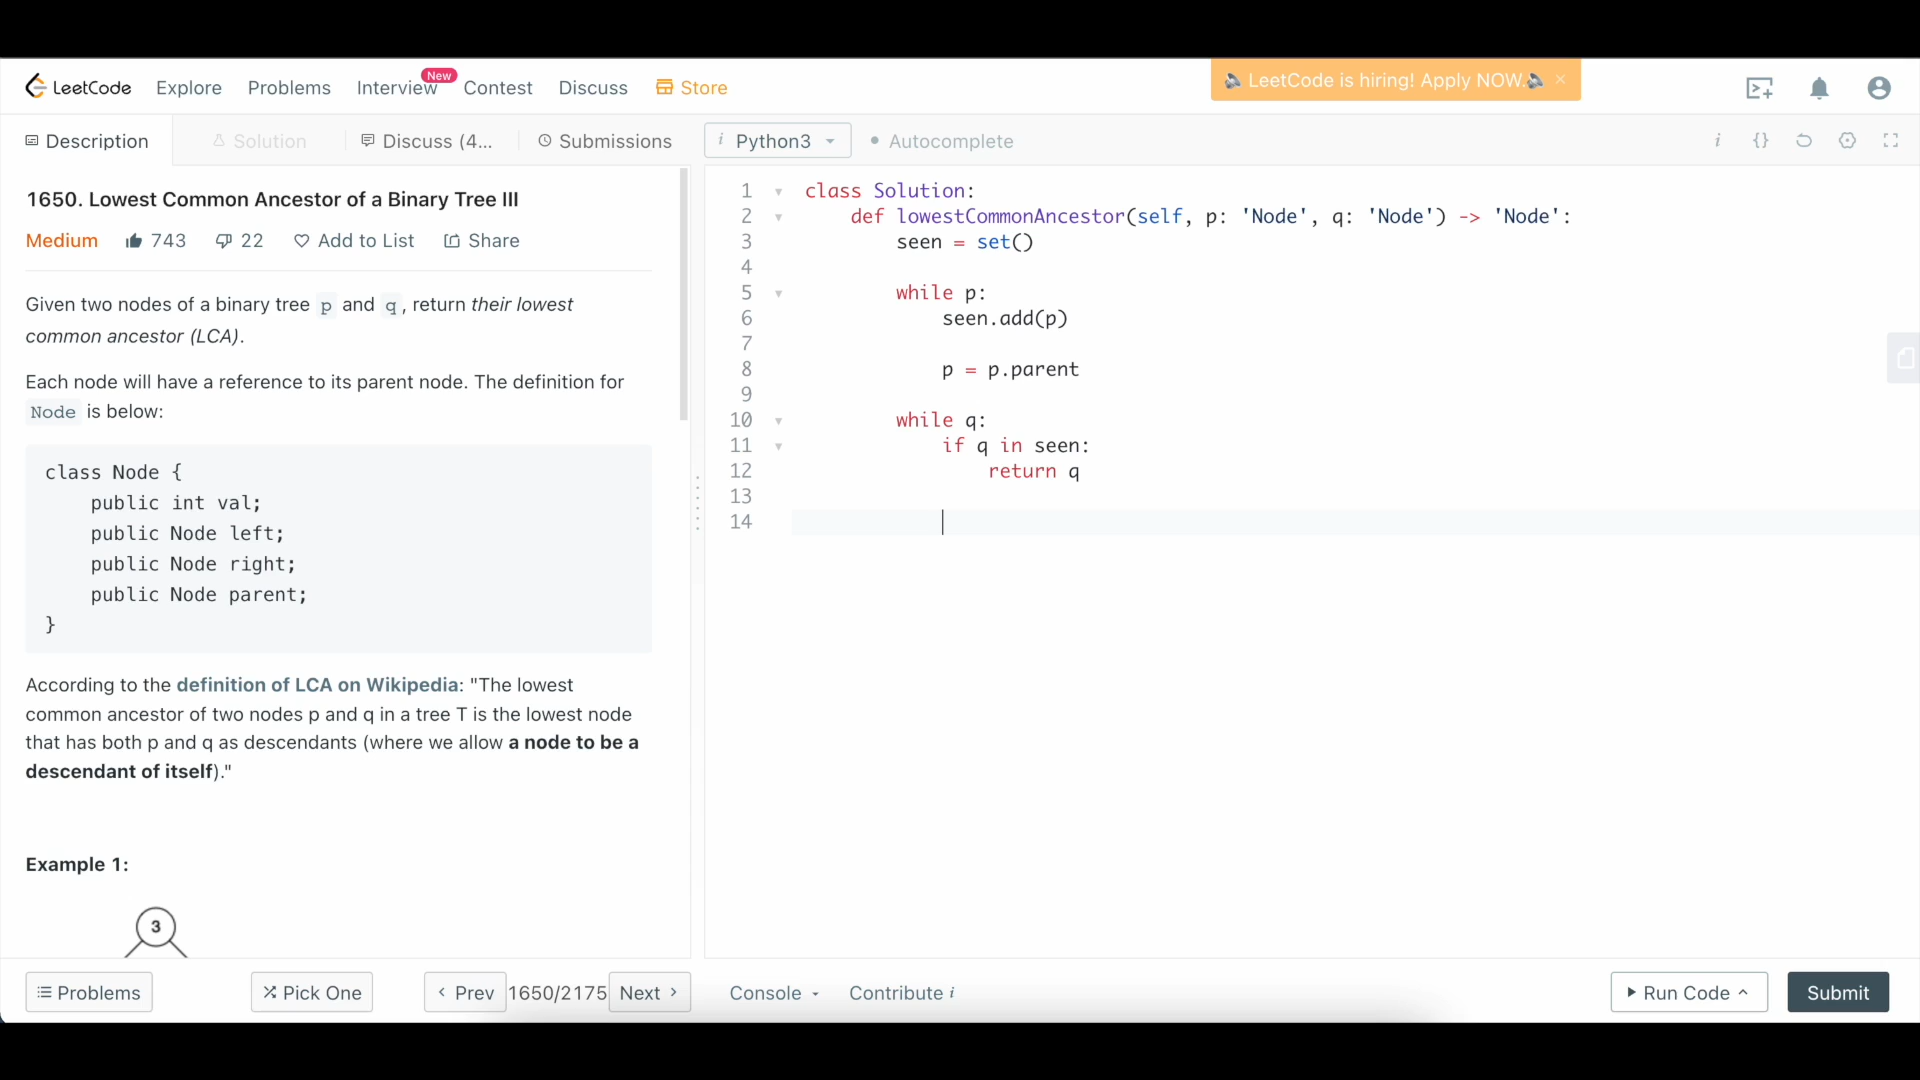 LeetCode Explore Problems Interview New Contest Discuss Store LeetCode is hiring! Apply NOW. ×
Description Solution Discuss (4... Submissions i Python3 Autocomplete i {}
1650. Lowest Common Ancestor of a Binary Tree III
Medium 743 22 Add to List Share
Given two nodes of a binary tree p and q, return their lowest
common ancestor (LCA).
Each node will have a reference to its parent node. The definition for
Node is below:
class Node {
public int val;
public Node left;
public Node right;
public Node parent;
}
According to the definition of LCA on Wikipedia: "The lowest
common ancestor of two nodes p and q in a tree T is the lowest node
that has both p and q as descendants (where we allow a node to be a
descendant of itself)."
Example 1:
3
1 class Solution:
2 def lowestCommonAncestor(self, p: 'Node', q: 'Node') -> 'Node':
3 seen = set()
4
5 while p:
6 seen.add(p)
7
8 p = p.parent
9
10 while q:
11 if q in seen:
12 return q
13
14
Problems Pick One < Prev 1650/2175 Next > Console Contribute i Run Code Submit